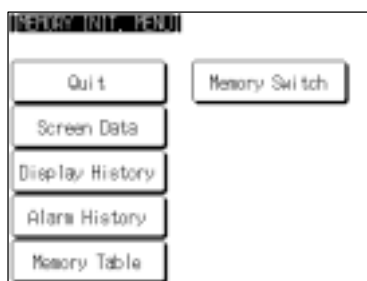 [MEMORY INIT. MENU]
Quit
Memory Switch
Screen Data
Display History
Alarm History
Memory Table